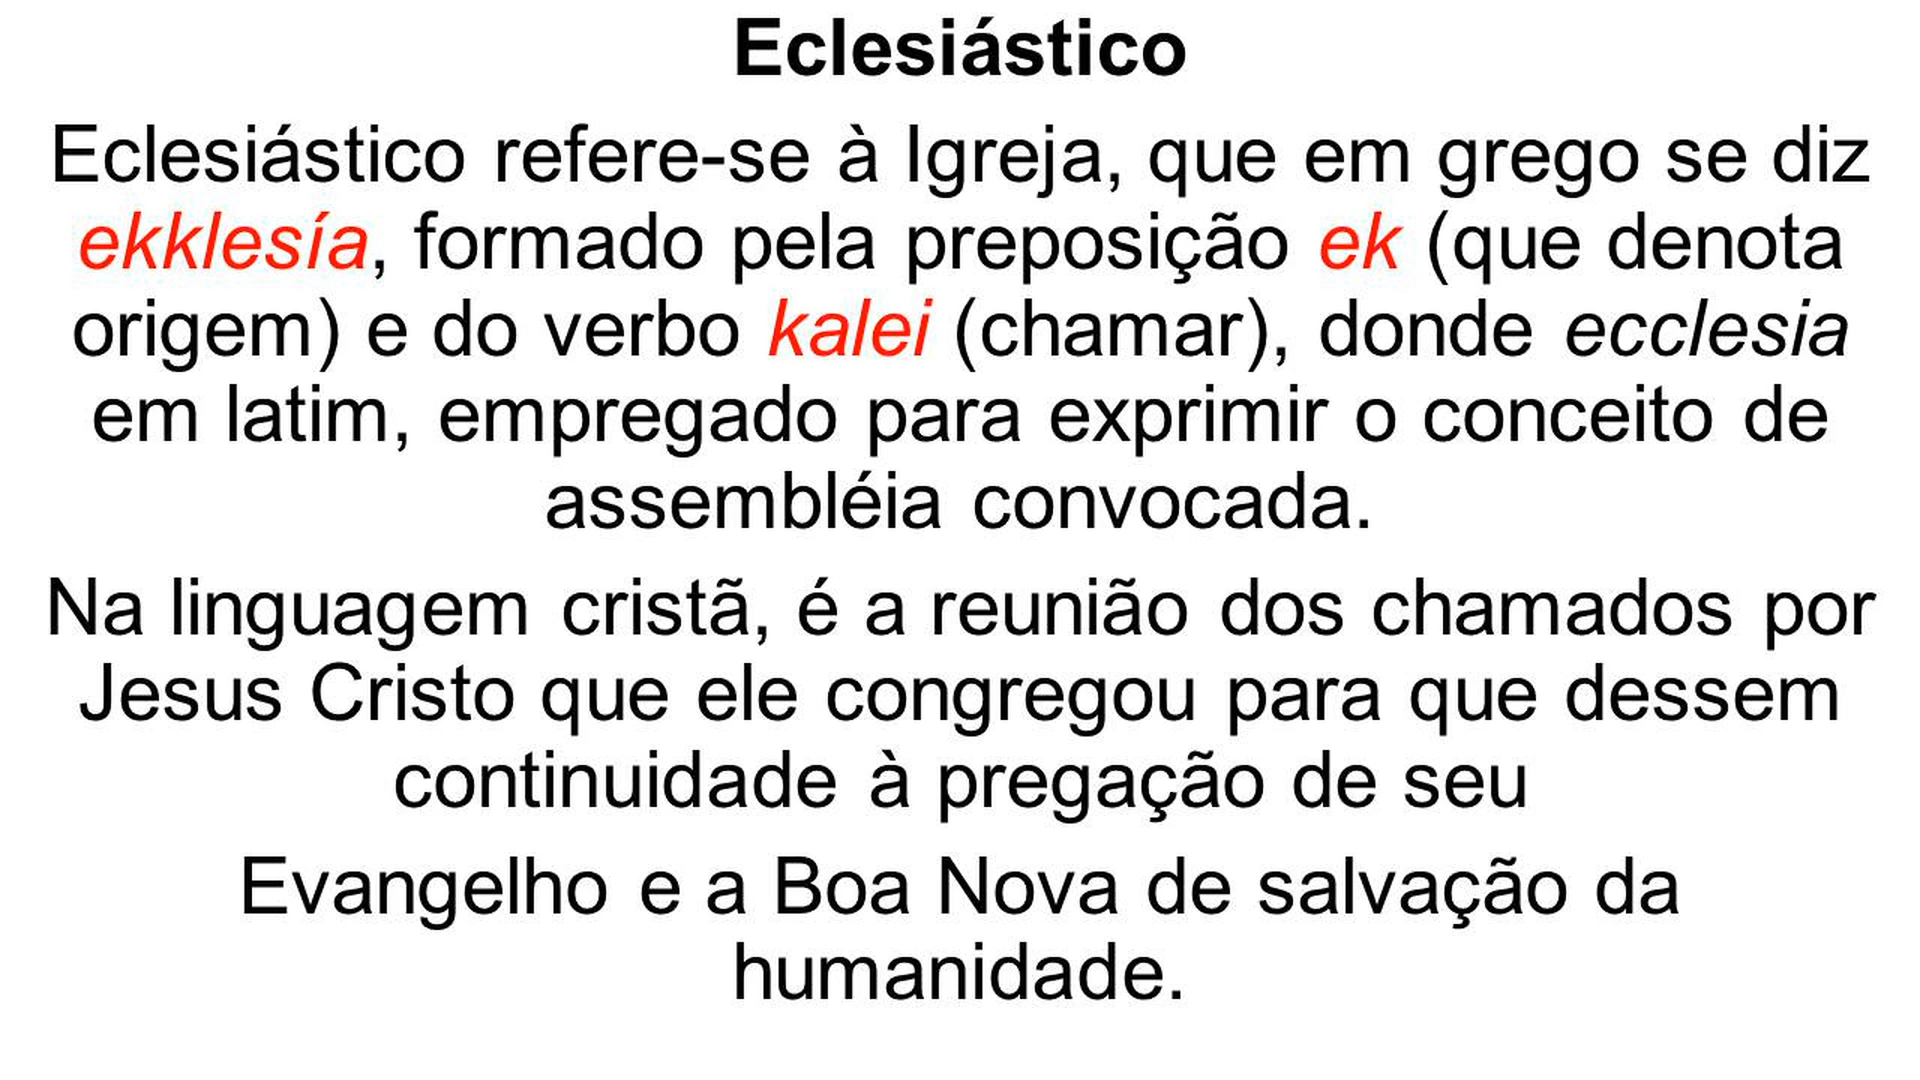 Eclesiástico
Eclesiástico refere-se à Igreja, que em grego se diz
ekklesía, formado pela preposição ek (que denota
origem) e do verbo kalei (chamar), donde ecclesia
em latim, empregado para exprimir o conceito de
assembléia convocada.
Na linguagem cristã, é a reunião dos chamados por
Jesus Cristo que ele congregou para que dessem
continuidade à pregação de seu
Evangelho e a Boa Nova de salvação da
humanidade.